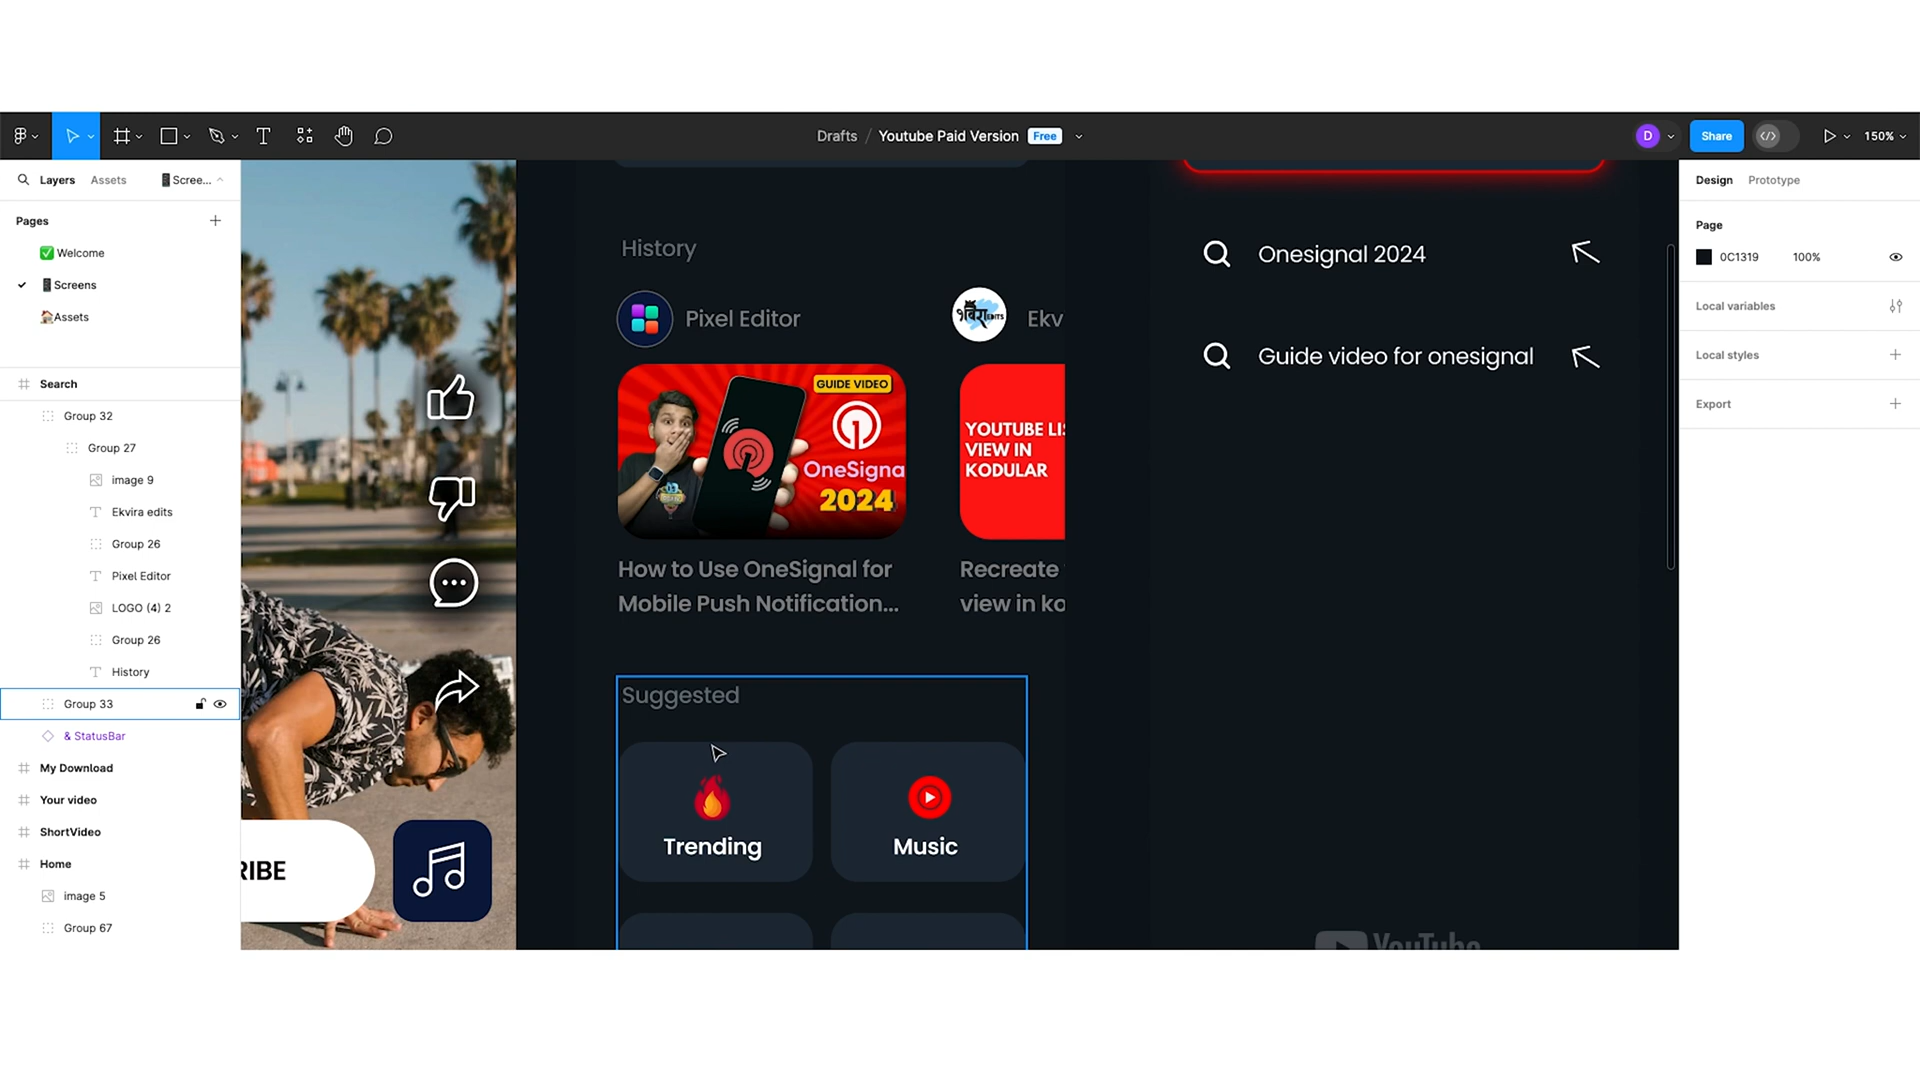 Drafts / Youtube Paid Version Free
D
Share
150%
Layers
Assets
Scree...
Pages
Welcome
Screens
Assets
Search
Group 32
Group 27
image 9
Ekvira edits
Group 26
Pixel Editor
LOGO (4) 2
Group 26
History
Group 33
& StatusBar
My Download
Your video
ShortVideo
Home
image 5
Group 67
RIBE
History
Pixel Editor
Ekv
GUIDE VIDEO
OneSigna
2024
YOUTUBE LIS
VIEW IN
KODULAR
How to Use OneSignal for
Mobile Push Notification...
Recreate
view in ko
Suggested
Trending
Music
Onesignal 2024
Guide video for onesignal
YouTube
Design
Prototype
Page
0C1319
100%
Local variables
Local styles
Export